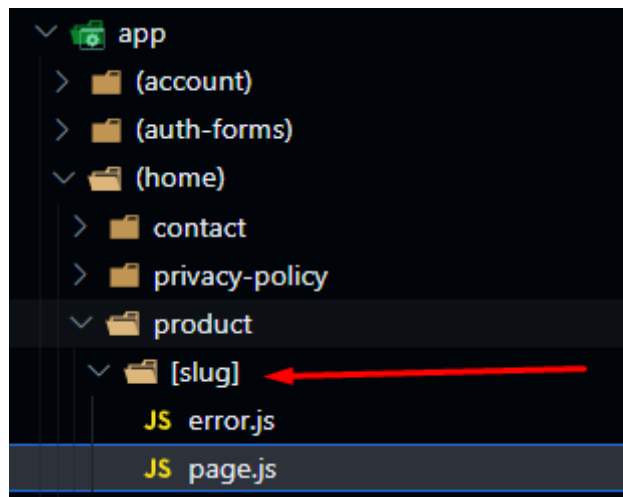 app
(account)
(auth-forms)
(home)
contact
privacy-policy
product
[slug]
JS error.js
JS page.js